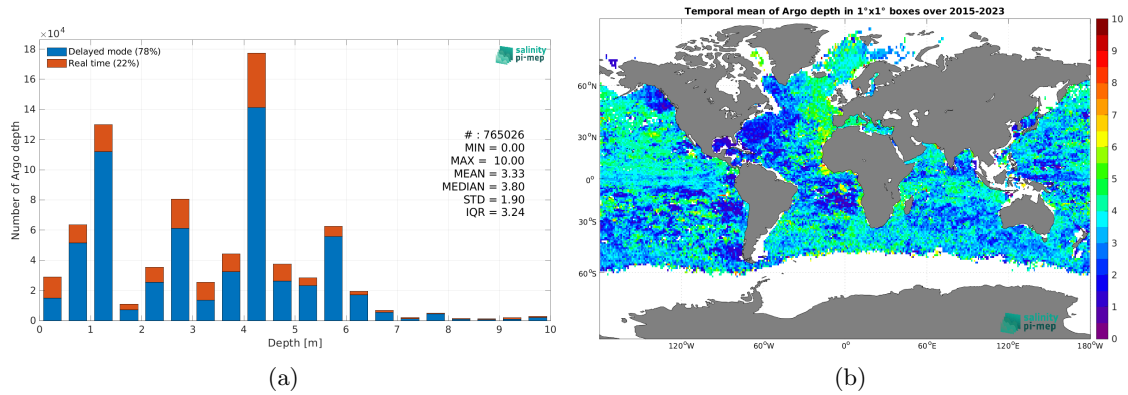 ×10⁴
18
16
14
12
10
8
6
4
2
0
Number of Argo depth
Delayed mode (78%)
Real time (22%)
salinity
pi-mep
# : 765026
MIN = 0.00
MAX = 10.00
MEAN = 3.33
MEDIAN = 3.80
STD = 1.90
IQR = 3.24
0 1 2 3 4 5 6 7 8 9 10
Depth [m]
(a)
Temporal mean of Argo depth in 1°x1° boxes over 2015-2023
60°N
30°N
0°
30°S
60°S
salinity
pi-mep
120°W 60°W 0°E 60°E 120°E 180°W
10
9
8
7
6
5
4
3
2
1
0
(b)